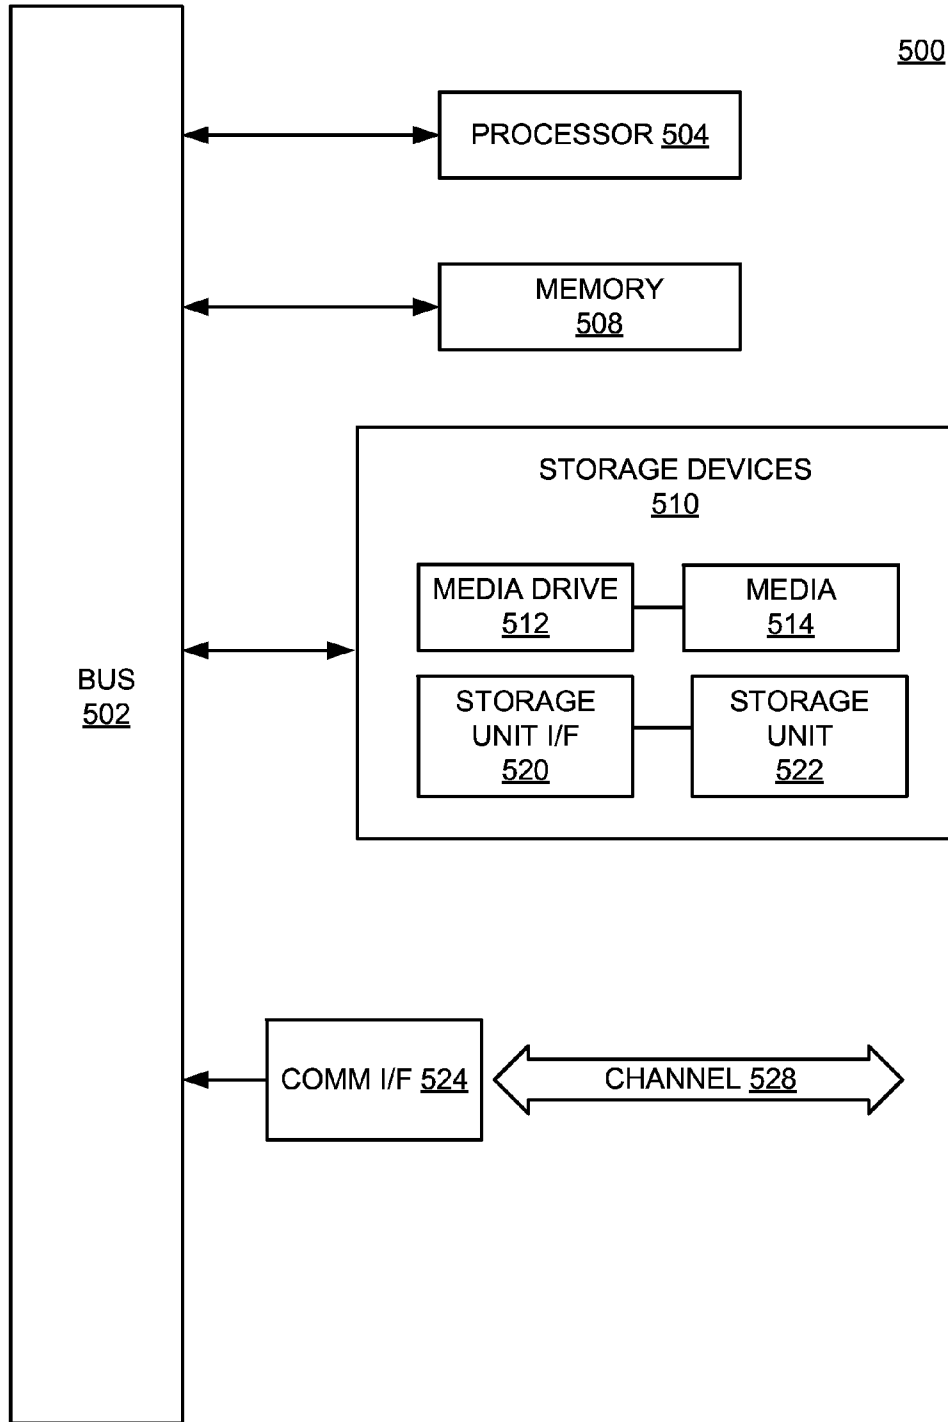 500
PROCESSOR 504
MEMORY
508
STORAGE DEVICES
510
MEDIA DRIVE
512
MEDIA
514
BUS
502
STORAGE
UNIT I/F
520
STORAGE
UNIT
522
COMM I/F 524
CHANNEL 528